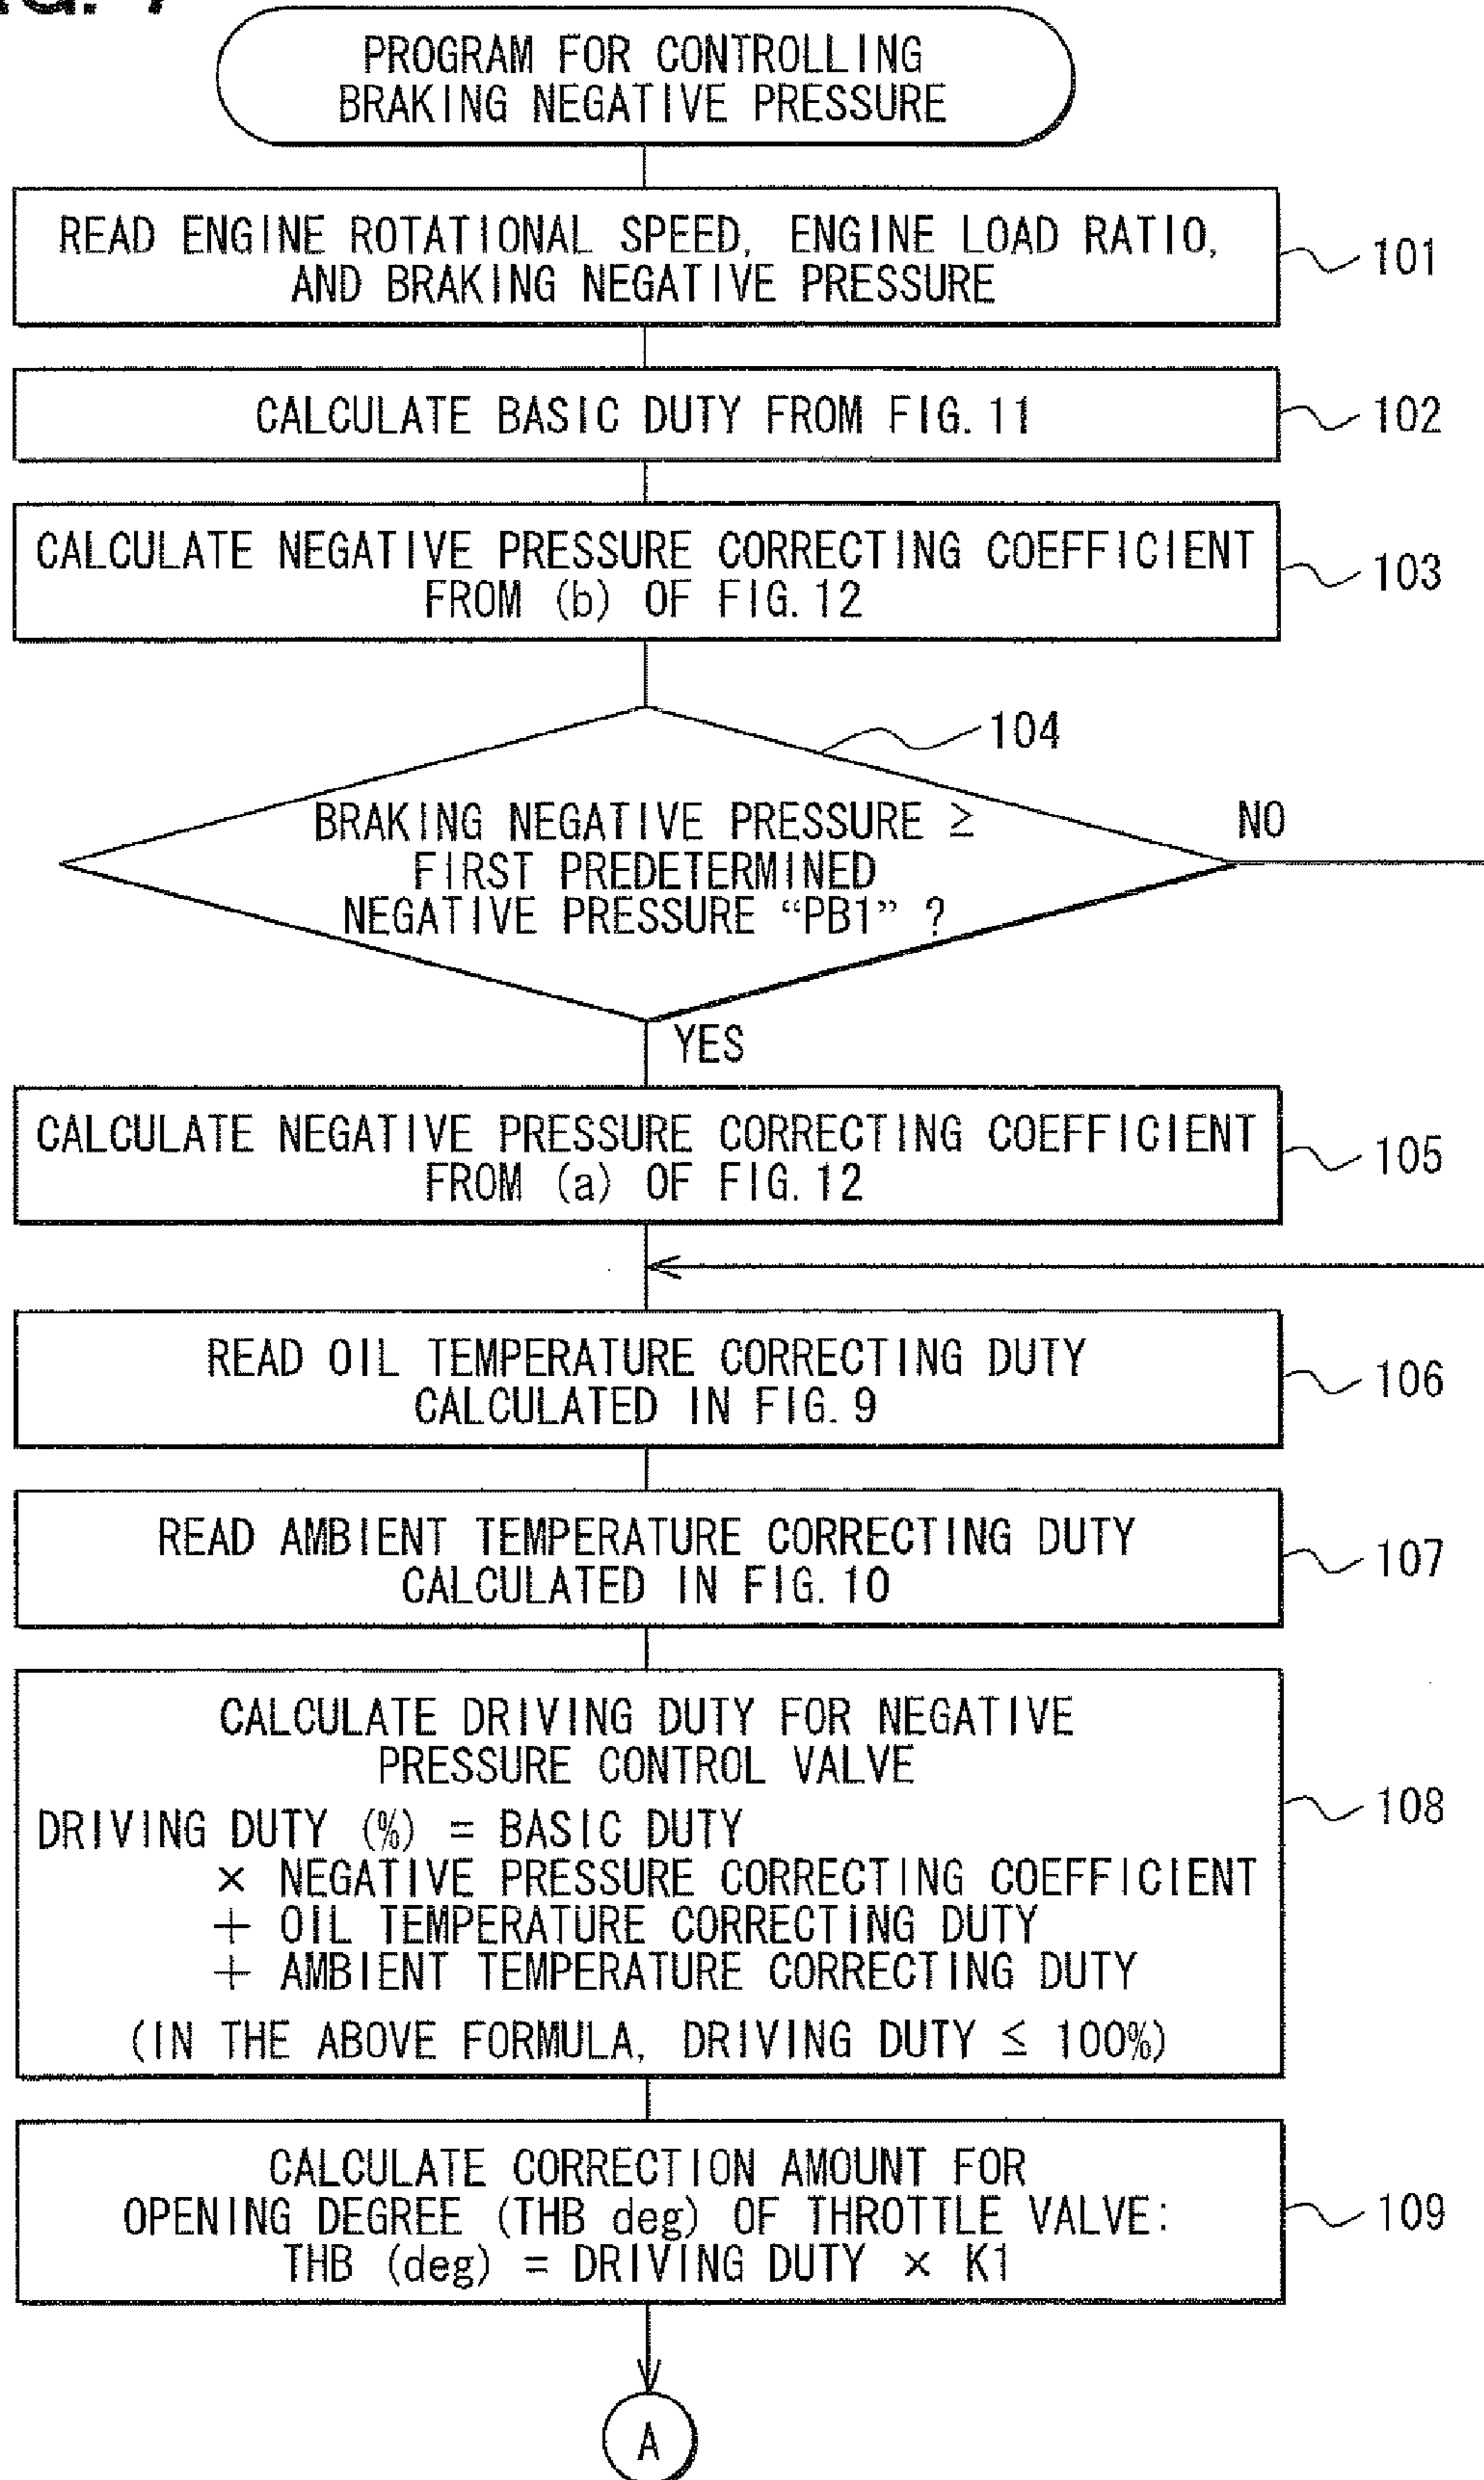 PROGRAM FOR CONTROLLING
BRAKING NEGATIVE PRESSURE
READ ENGINE ROTATIONAL SPEED, ENGINE LOAD RATIO,
AND BRAKING NEGATIVE PRESSURE
101
CALCULATE BASIC DUTY FROM FIG. 11
102
CALCULATE NEGATIVE PRESSURE CORRECTING COEFFICIENT
FROM (b) OF FIG. 12
103
104
BRAKING NEGATIVE PRESSURE ≥
FIRST PREDETERMINED
NEGATIVE PRESSURE “PB1” ?
NO
YES
CALCULATE NEGATIVE PRESSURE CORRECTING COEFFICIENT
FROM (a) OF FIG. 12
105
READ OIL TEMPERATURE CORRECTING DUTY
CALCULATED IN FIG. 9
106
READ AMBIENT TEMPERATURE CORRECTING DUTY
CALCULATED IN FIG. 10
107
CALCULATE DRIVING DUTY FOR NEGATIVE
PRESSURE CONTROL VALVE
DRIVING DUTY (%) = BASIC DUTY
× NEGATIVE PRESSURE CORRECTING COEFFICIENT
+ OIL TEMPERATURE CORRECTING DUTY
+ AMBIENT TEMPERATURE CORRECTING DUTY
(IN THE ABOVE FORMULA, DRIVING DUTY ≤ 100%)
108
CALCULATE CORRECTION AMOUNT FOR
OPENING DEGREE (THB deg) OF THROTTLE VALVE:
THB (deg) = DRIVING DUTY × K1
109
A